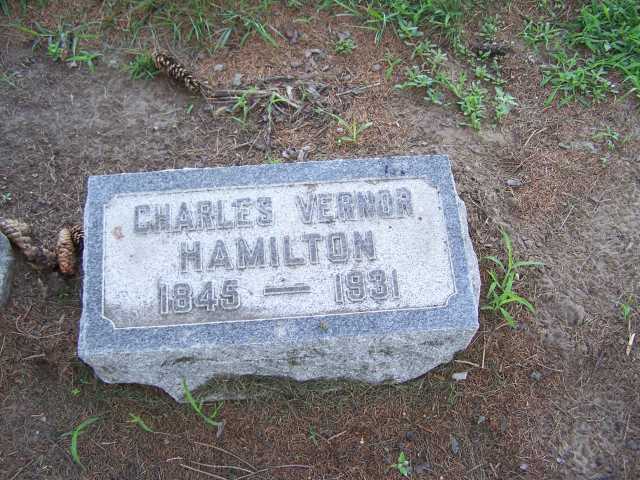 CHARLES VERNOR
HAMILTON
1845 — 1931